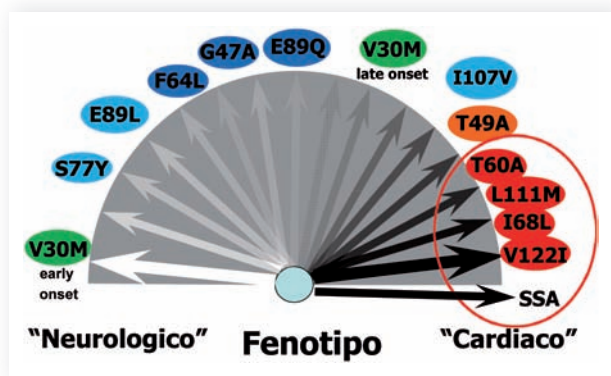 G47A
E89Q
V30M
late onset
F64L
I107V
E89L
T49A
S77Y
T60A
L111M
I68L
V30M
early
onset
V122I
SSA
“Neurologico”
Fenotipo
“Cardiaco”